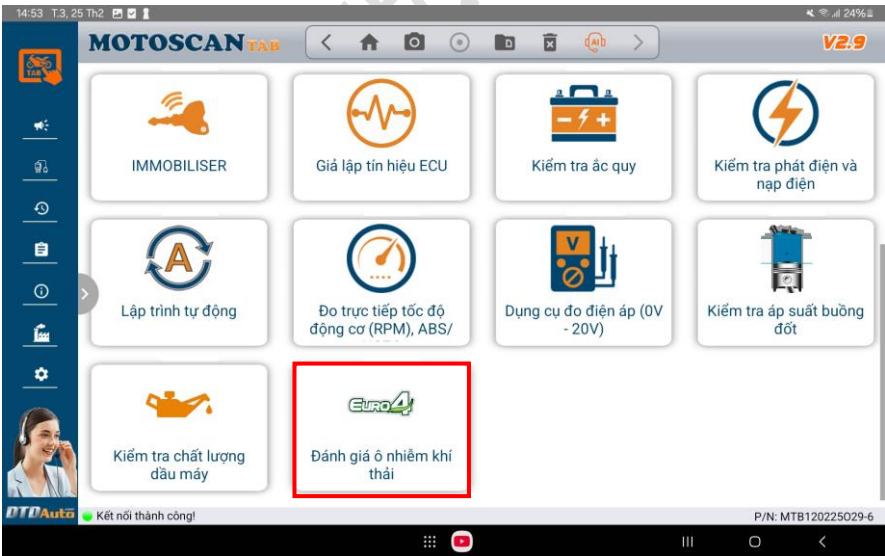 14:53 T.3, 25 Th2
24%
MOTOSCAN TAB
D
AI
V2.9
TAB
IMMOBILISER
Giả lập tín hiệu ECU
Kiểm tra ắc quy
Kiểm tra phát điện và
nạp điện
A
Lập trình tự động
Đo trực tiếp tốc độ
động cơ (RPM), ABS/
V
Dụng cụ đo điện áp (0V
- 20V)
Kiểm tra áp suất buồng
đốt
Kiểm tra chất lượng
dầu máy
EURO4
Đánh giá ô nhiễm khí
thải
DTDAuto
Kết nối thành công!
P/N: MTB120225029-6